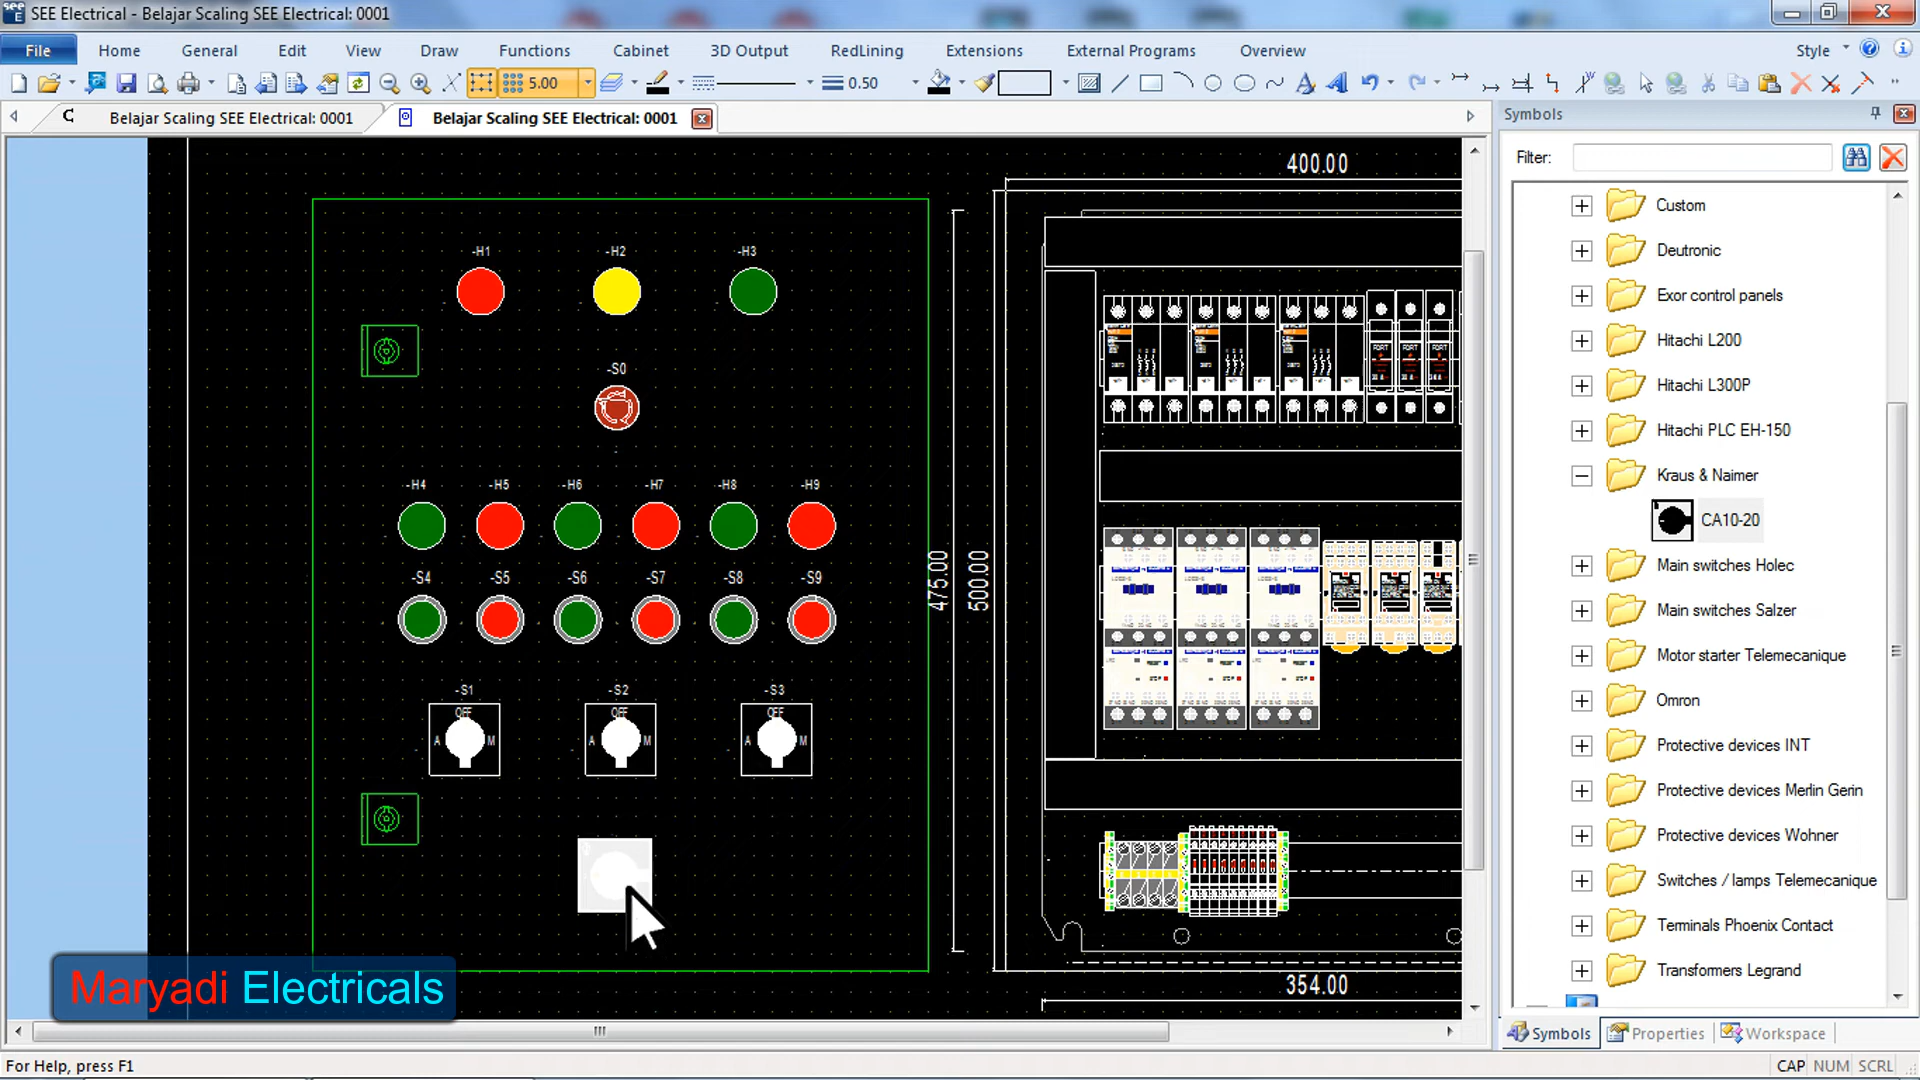 SEE Electrical - Belajar Scaling SEE Electrical: 0001
File Home General Edit View Draw Functions Cabinet 3D Output RedLining Extensions External Programs Overview Style
5.00 0.50
C Belajar Scaling SEE Electrical: 0001 Belajar Scaling SEE Electrical: 0001
Symbols
Filter:
Custom
Deutronic
Exor control panels
Hitachi L200
Hitachi L300P
Hitachi PLC EH-150
Kraus & Naimer
CA10-20
Main switches Holec
Main switches Salzer
Motor starter Telemecanique
Omron
Protective devices INT
Protective devices Merlin Gerin
Protective devices Wohner
Switches / lamps Telemecanique
Terminals Phoenix Contact
Transformers Legrand
Symbols Properties Workspace
400.00
-H1 -H2 -H3
-S0
-H4 -H5 -H6 -H7 -H8 -H9
-S4 -S5 -S6 -S7 -S8 -S9
-S1 -S2 -S3
OFF OFF OFF
A M A M A M
475.00
500.00
354.00
Maryadi Electricals
For Help, press F1
CAP NUM SCRL